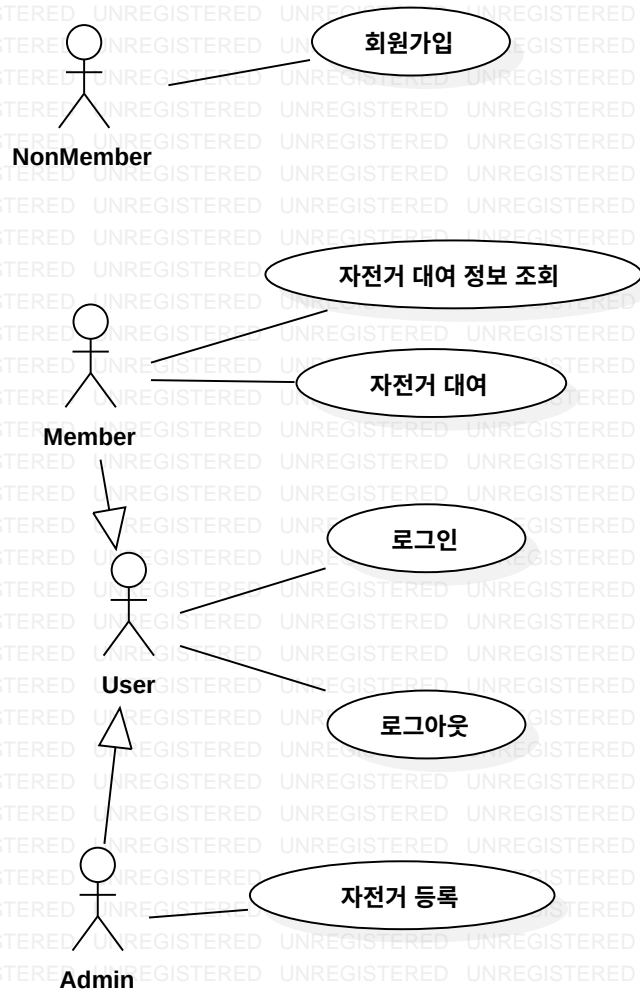 회원가입
NonMember
자전거 대여 정보 조회
자전거 대여
Member
로그인
User
로그아웃
자전거 등록
Admin
UNREGISTERED